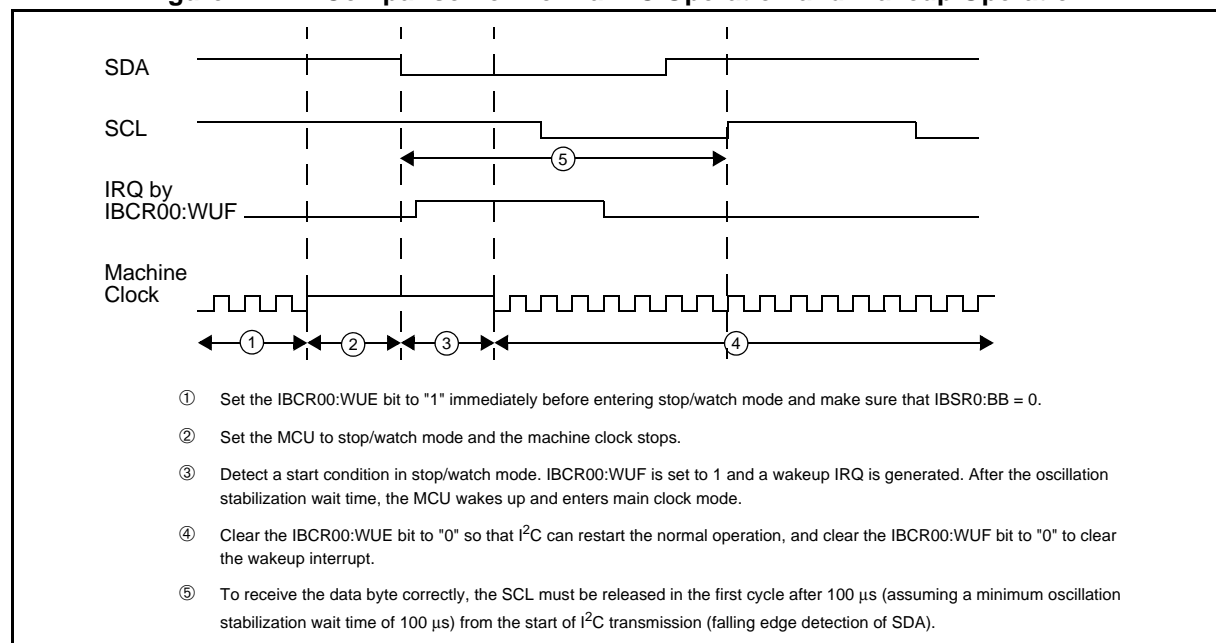 SDA
SCL
5
IRQ by
IBCR00:WUF
Machine
Clock
1
2
3
4
① Set the IBCR00:WUE bit to "1" immediately before entering stop/watch mode and make sure that IBSR0:BB = 0.
② Set the MCU to stop/watch mode and the machine clock stops.
③ Detect a start condition in stop/watch mode. IBCR00:WUF is set to 1 and a wakeup IRQ is generated. After the oscillation
stabilization wait time, the MCU wakes up and enters main clock mode.
④ Clear the IBCR00:WUE bit to "0" so that I²C can restart the normal operation, and clear the IBCR00:WUF bit to "0" to clear
the wakeup interrupt.
⑤ To receive the data byte correctly, the SCL must be released in the first cycle after 100 μs (assuming a minimum oscillation
stabilization wait time of 100 μs) from the start of I²C transmission (falling edge detection of SDA).